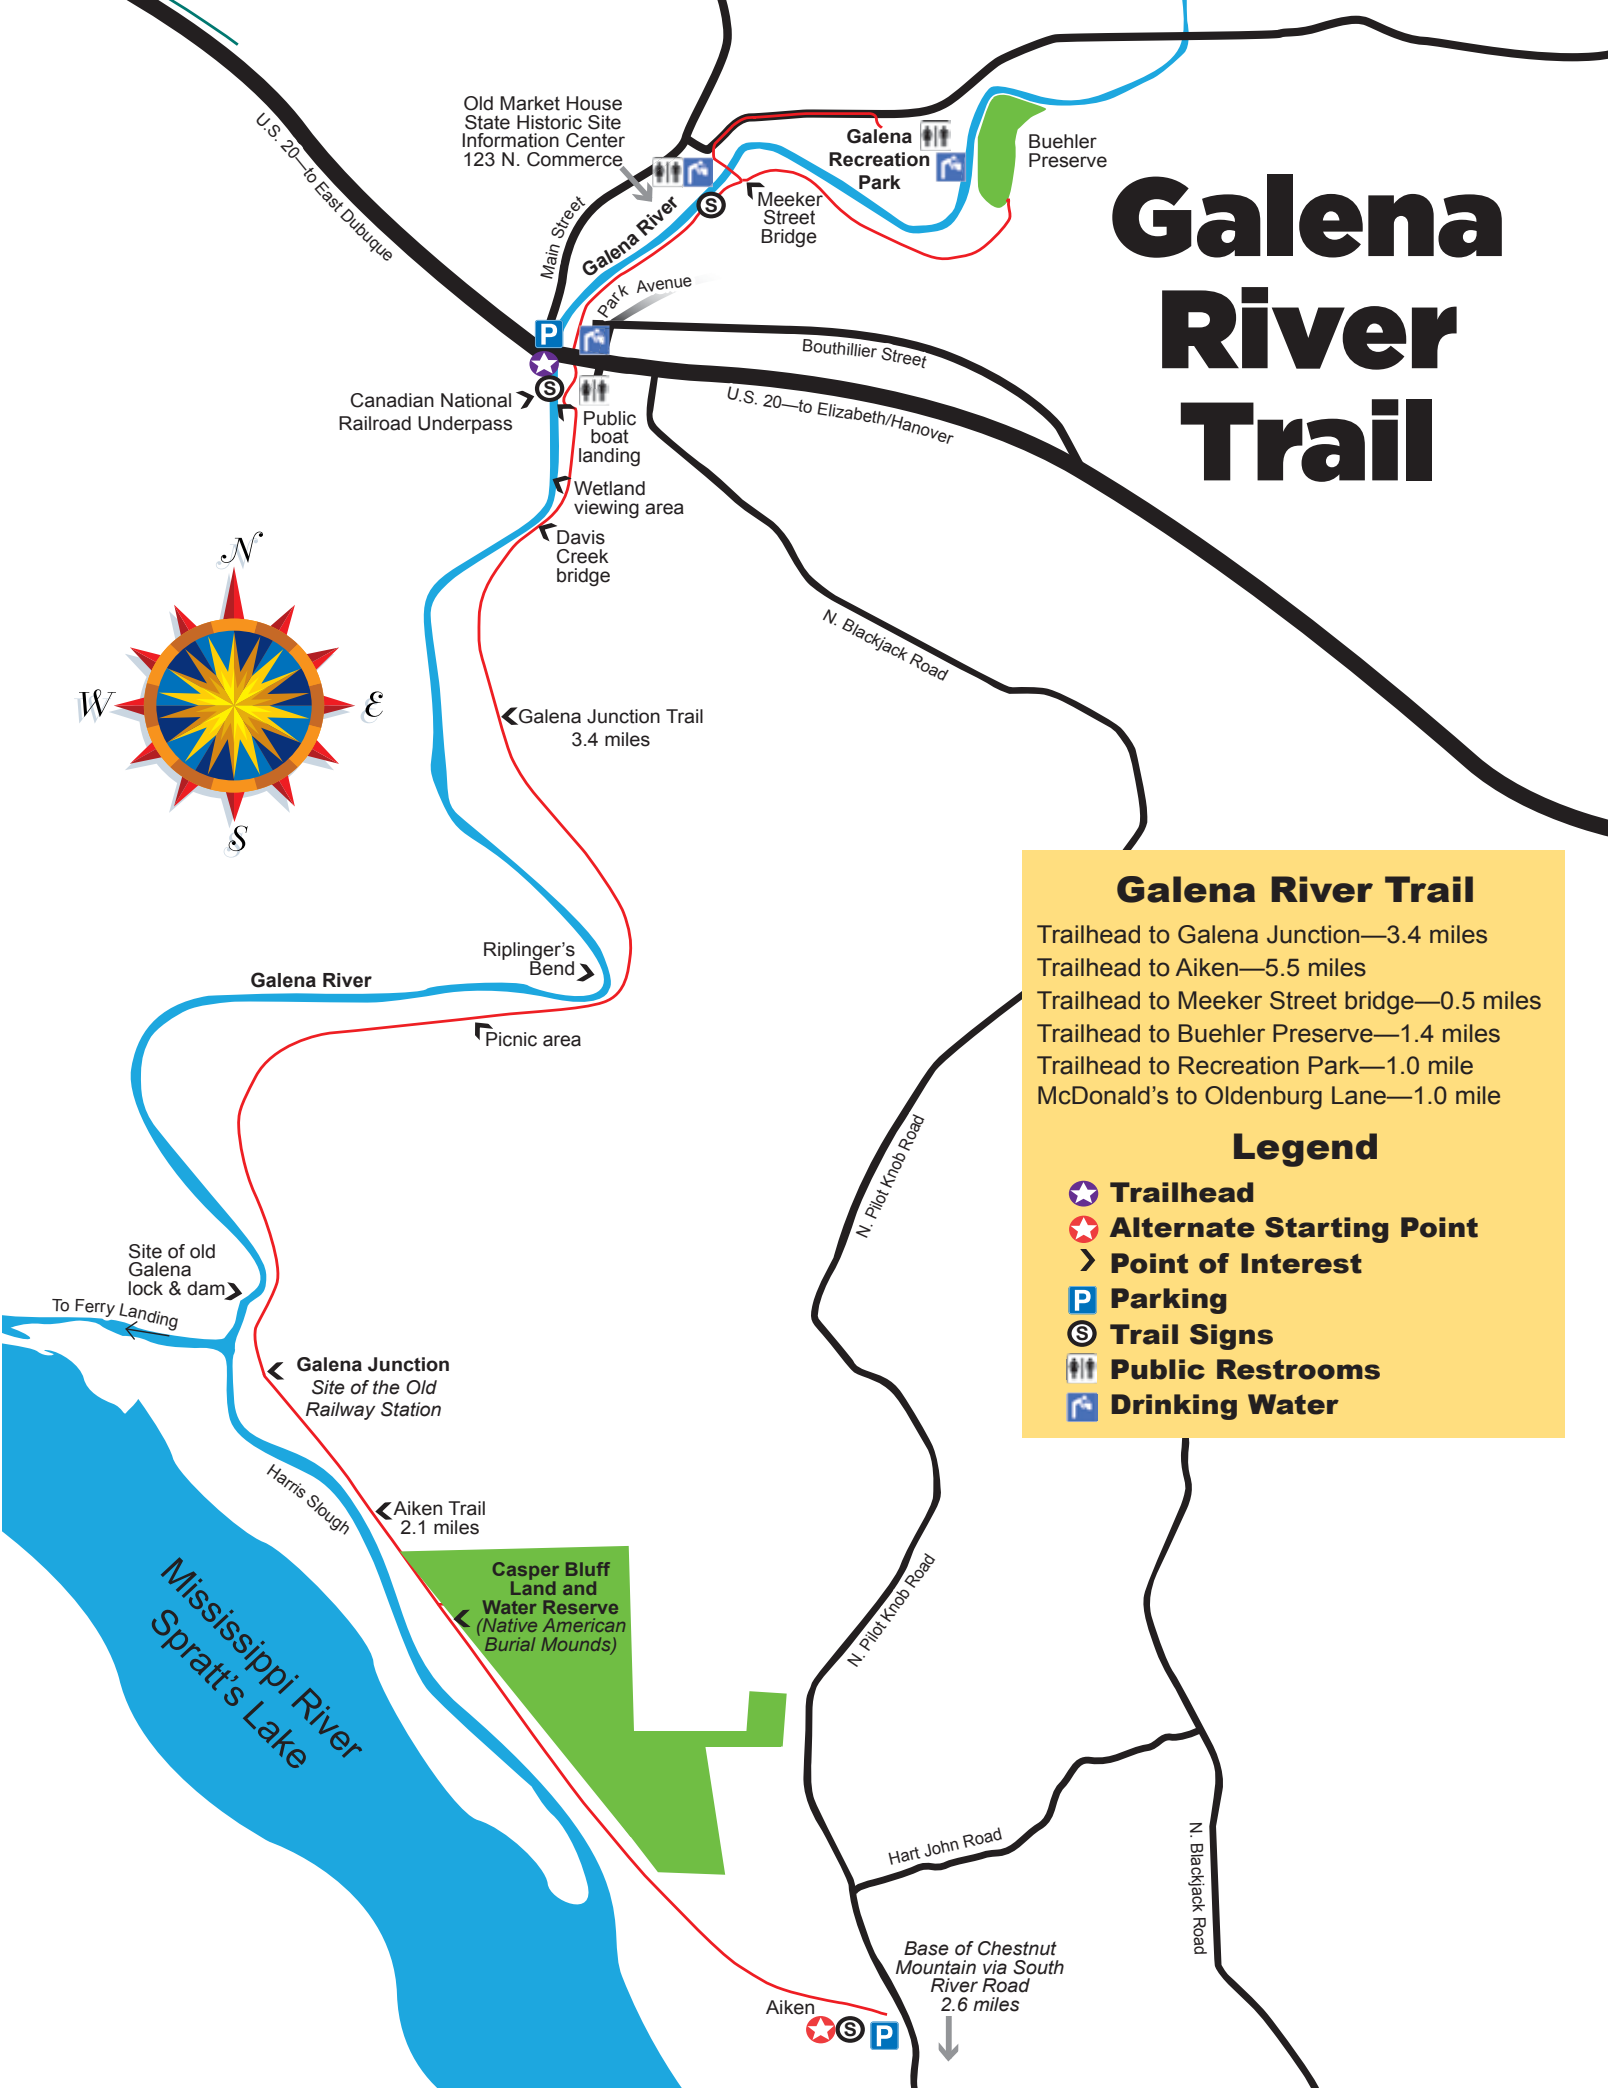 Galena
River
Trail
U.S. 20—to East Dubuque
Old Market House
State Historic Site
Information Center
123 N. Commerce
Main Street
Galena River
Galena
Recreation
Park
Buehler
Preserve
S
Meeker
Street
Bridge
Park Avenue
P
Bouthillier Street
U.S. 20—to Elizabeth/Hanover
S
Canadian National
Railroad Underpass
Public
boat
landing
Wetland
viewing area
Davis
Creek
bridge
N
W
E
S
N. Blackjack Road
Galena Junction Trail
3.4 miles
Riplinger's
Bend
Galena River
Picnic area
Galena River Trail
Trailhead to Galena Junction—3.4 miles
Trailhead to Aiken—5.5 miles
Trailhead to Meeker Street bridge—0.5 miles
Trailhead to Buehler Preserve—1.4 miles
Trailhead to Recreation Park—1.0 mile
McDonald's to Oldenburg Lane—1.0 mile
Legend
Trailhead
Alternate Starting Point
Point of Interest
P Parking
S Trail Signs
Public Restrooms
Drinking Water
N. Pilot Knob Road
Site of old
Galena
lock & dam
To Ferry Landing
Galena Junction
Site of the Old
Railway Station
Harris Slough
Aiken Trail
2.1 miles
Casper Bluff
Land and
Water Reserve
(Native American
Burial Mounds)
Mississippi River
Spratt's Lake
N. Pilot Knob Road
Hart John Road
N. Blackjack Road
Base of Chestnut
Mountain via South
River Road
2.6 miles
Aiken
S
P